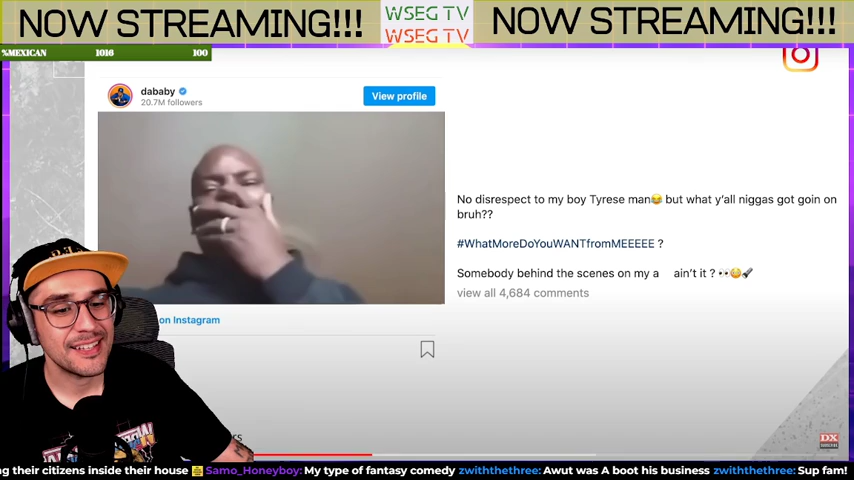 NOW STREAMING!!!
WSEG TV
WSEG TV
NOW STREAMING!!!
%MEXICAN 1016 100
dababy
20.7M followers
View profile
No disrespect to my boy Tyrese man😂 but what y'all niggas got goin on
bruh??
#WhatMoreDoYouWANTfromMEEEEE ?
Somebody behind the scenes on my a ain't it ? 👀😳🚀
view all 4,684 comments
on Instagram
DX
ng their citizens inside their house Samo_Honeyboy: My type of fantasy comedy zwiththethree: Awut was A boot his business zwiththethree: Sup fam!